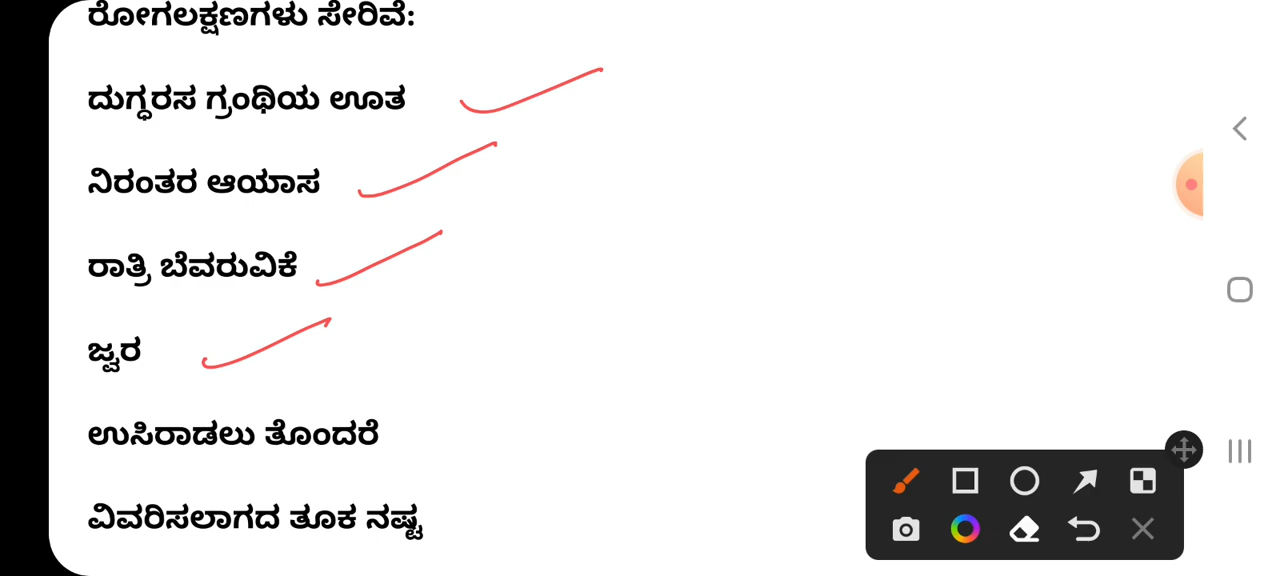 ರೋಗಲಕ್ಷಣಗಳು ಸೇರಿವೆ:
ದುಗ್ಧರಸ ಗ್ರಂಥಿಯ ಊತ
ನಿರಂತರ ಆಯಾಸ
ರಾತ್ರಿ ಬೆವರುವಿಕೆ
ಜ್ವರ
ಉಸಿರಾಡಲು ತೊಂದರೆ
ವಿವರಿಸಲಾಗದ ತೂಕ ನಷ್ಟ